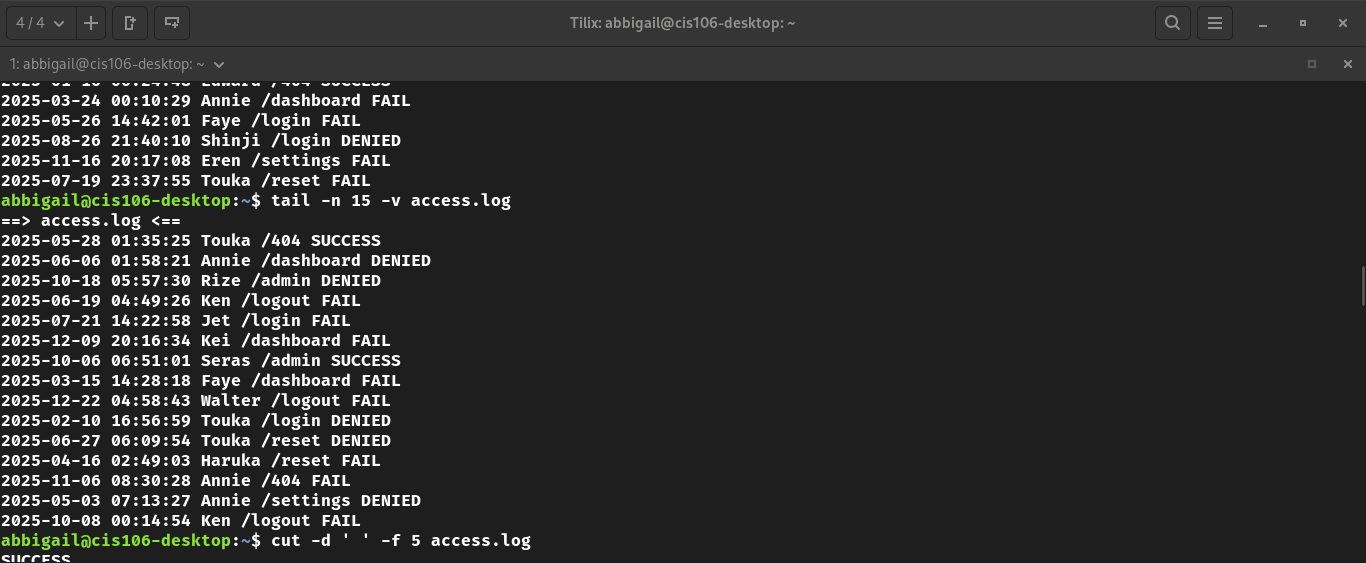 4 / 4
Tilix: abbigail@cis106-desktop: ~
1: abbigail@cis106-desktop: ~
2025-01-10 00:24:48 Edward /404 SUCCESS
2025-03-24 00:10:29 Annie /dashboard FAIL
2025-05-26 14:42:01 Faye /login FAIL
2025-08-26 21:40:10 Shinji /login DENIED
2025-11-16 20:17:08 Eren /settings FAIL
2025-07-19 23:37:55 Touka /reset FAIL
abbigail@cis106-desktop:~$ tail -n 15 -v access.log
==> access.log <==
2025-05-28 01:35:25 Touka /404 SUCCESS
2025-06-06 01:58:21 Annie /dashboard DENIED
2025-10-18 05:57:30 Rize /admin DENIED
2025-06-19 04:49:26 Ken /logout FAIL
2025-07-21 14:22:58 Jet /login FAIL
2025-12-09 20:16:34 Kei /dashboard FAIL
2025-10-06 06:51:01 Seras /admin SUCCESS
2025-03-15 14:28:18 Faye /dashboard FAIL
2025-12-22 04:58:43 Walter /logout FAIL
2025-02-10 16:56:59 Touka /login DENIED
2025-06-27 06:09:54 Touka /reset DENIED
2025-04-16 02:49:03 Haruka /reset FAIL
2025-11-06 08:30:28 Annie /404 FAIL
2025-05-03 07:13:27 Annie /settings DENIED
2025-10-08 00:14:54 Ken /logout FAIL
abbigail@cis106-desktop:~$ cut -d ' ' -f 5 access.log
SUCCESS